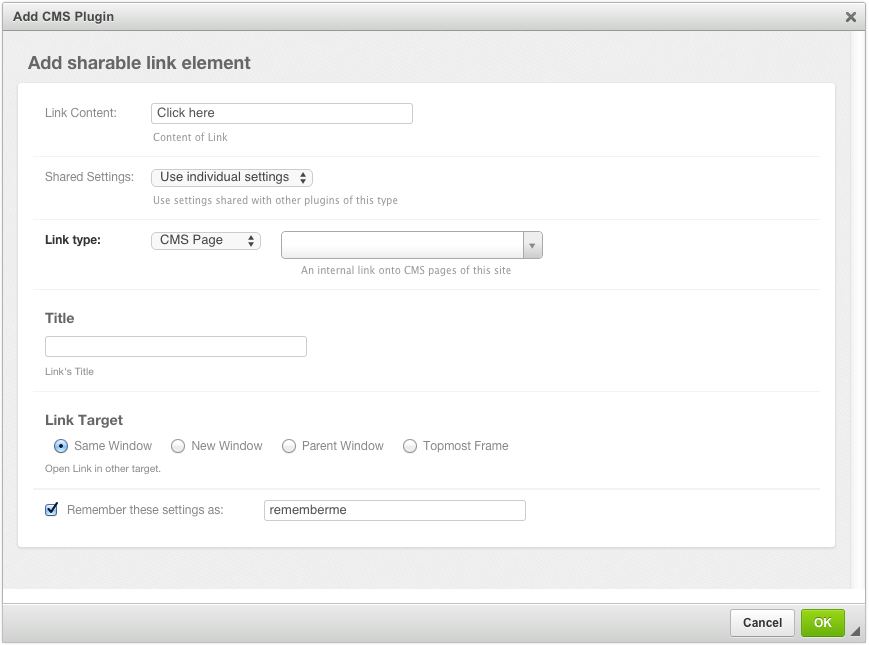 Add CMS Plugin
Add sharable link element
Link Content: Click here
Content of Link
Shared Settings: Use individual settings
Use settings shared with other plugins of this type
Link type: CMS Page
An internal link onto CMS pages of this site
Title
Link's Title
Link Target
Same Window New Window Parent Window Topmost Frame
Open Link in other target.
Remember these settings as: rememberme
Cancel OK